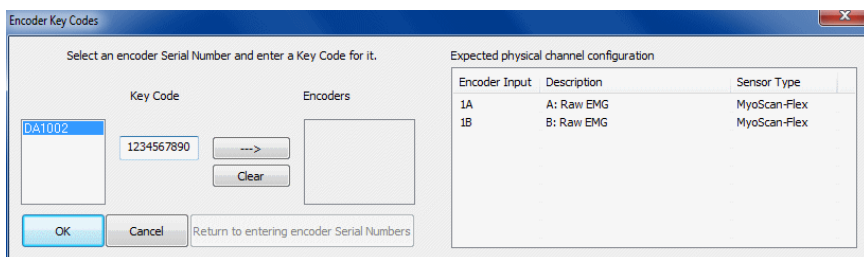 Encoder Key Codes
Select an encoder Serial Number and enter a Key Code for it.
Key Code
Encoders
DA1002
1234567890
--->
Clear
OK
Cancel
Return to entering encoder Serial Numbers
Expected physical channel configuration
Encoder Input Description Sensor Type
1A A: Raw EMG MyoScan-Flex
1B B: Raw EMG MyoScan-Flex